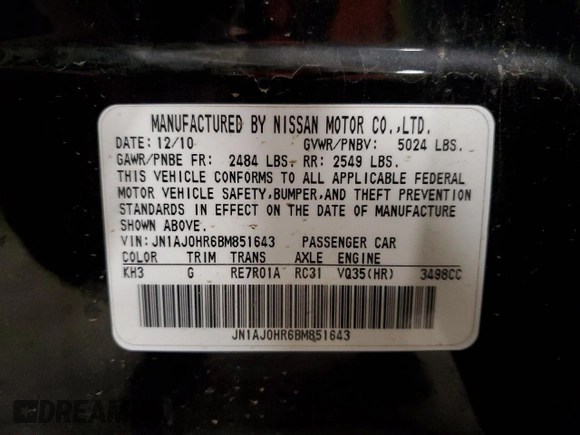 MANUFACTURED BY NISSAN MOTOR CO.,LTD.
DATE: 12/10 GVWR/PNBV: 5024 LBS.
GAWR/PNBE FR: 2484 LBS. RR: 2549 LBS.
THIS VEHICLE CONFORMS TO ALL APPLICABLE FEDERAL
MOTOR VEHICLE SAFETY,BUMPER,AND THEFT PREVENTION
STANDARDS IN EFFECT ON THE DATE OF MANUFACTURE
SHOWN ABOVE.
VIN:JN1AJ0HR6BM851643 PASSENGER CAR
COLOR TRIM TRANS AXLE ENGINE
KH3 G RE7R01A RC31 VQ35(HR) 3498CC
JN1AJ0HR6BM851643